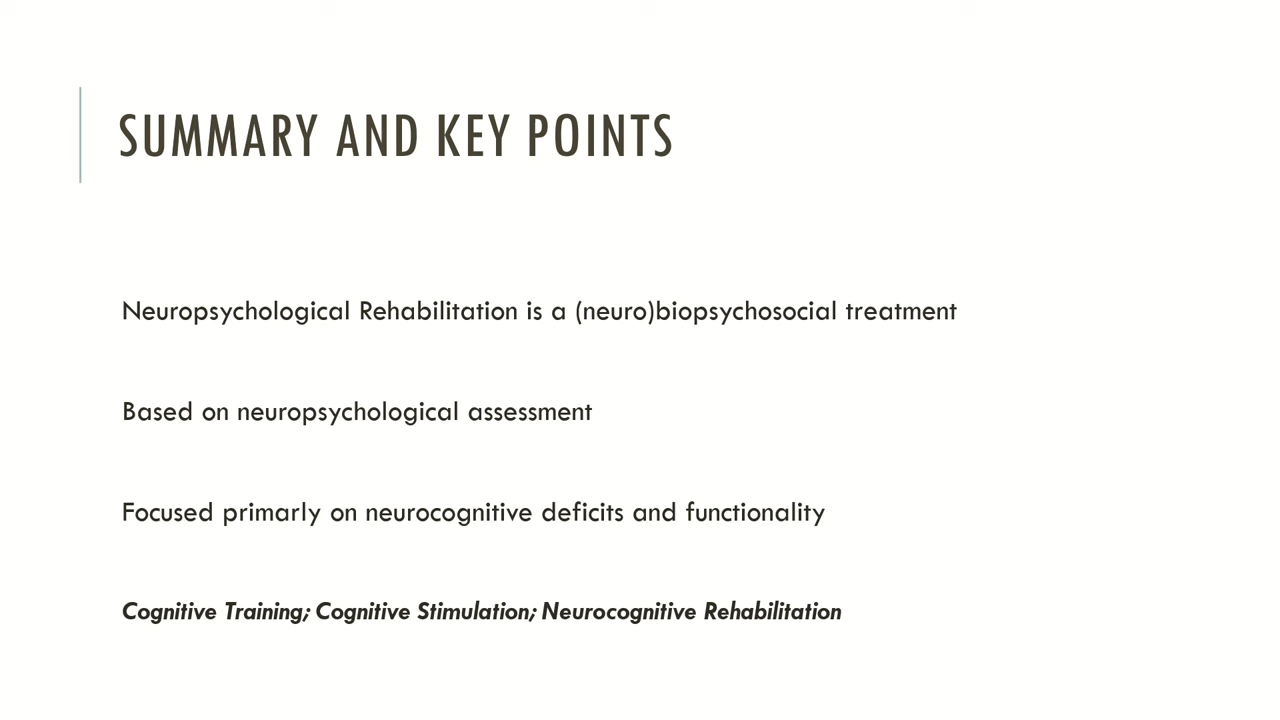 SUMMARY AND KEY POINTS
Neuropsychological Rehabilitation is a (neuro)biopsychosocial treatment
Based on neuropsychological assessment
Focused primarly on neurocognitive deficits and functionality
Cognitive Training; Cognitive Stimulation; Neurocognitive Rehabilitation